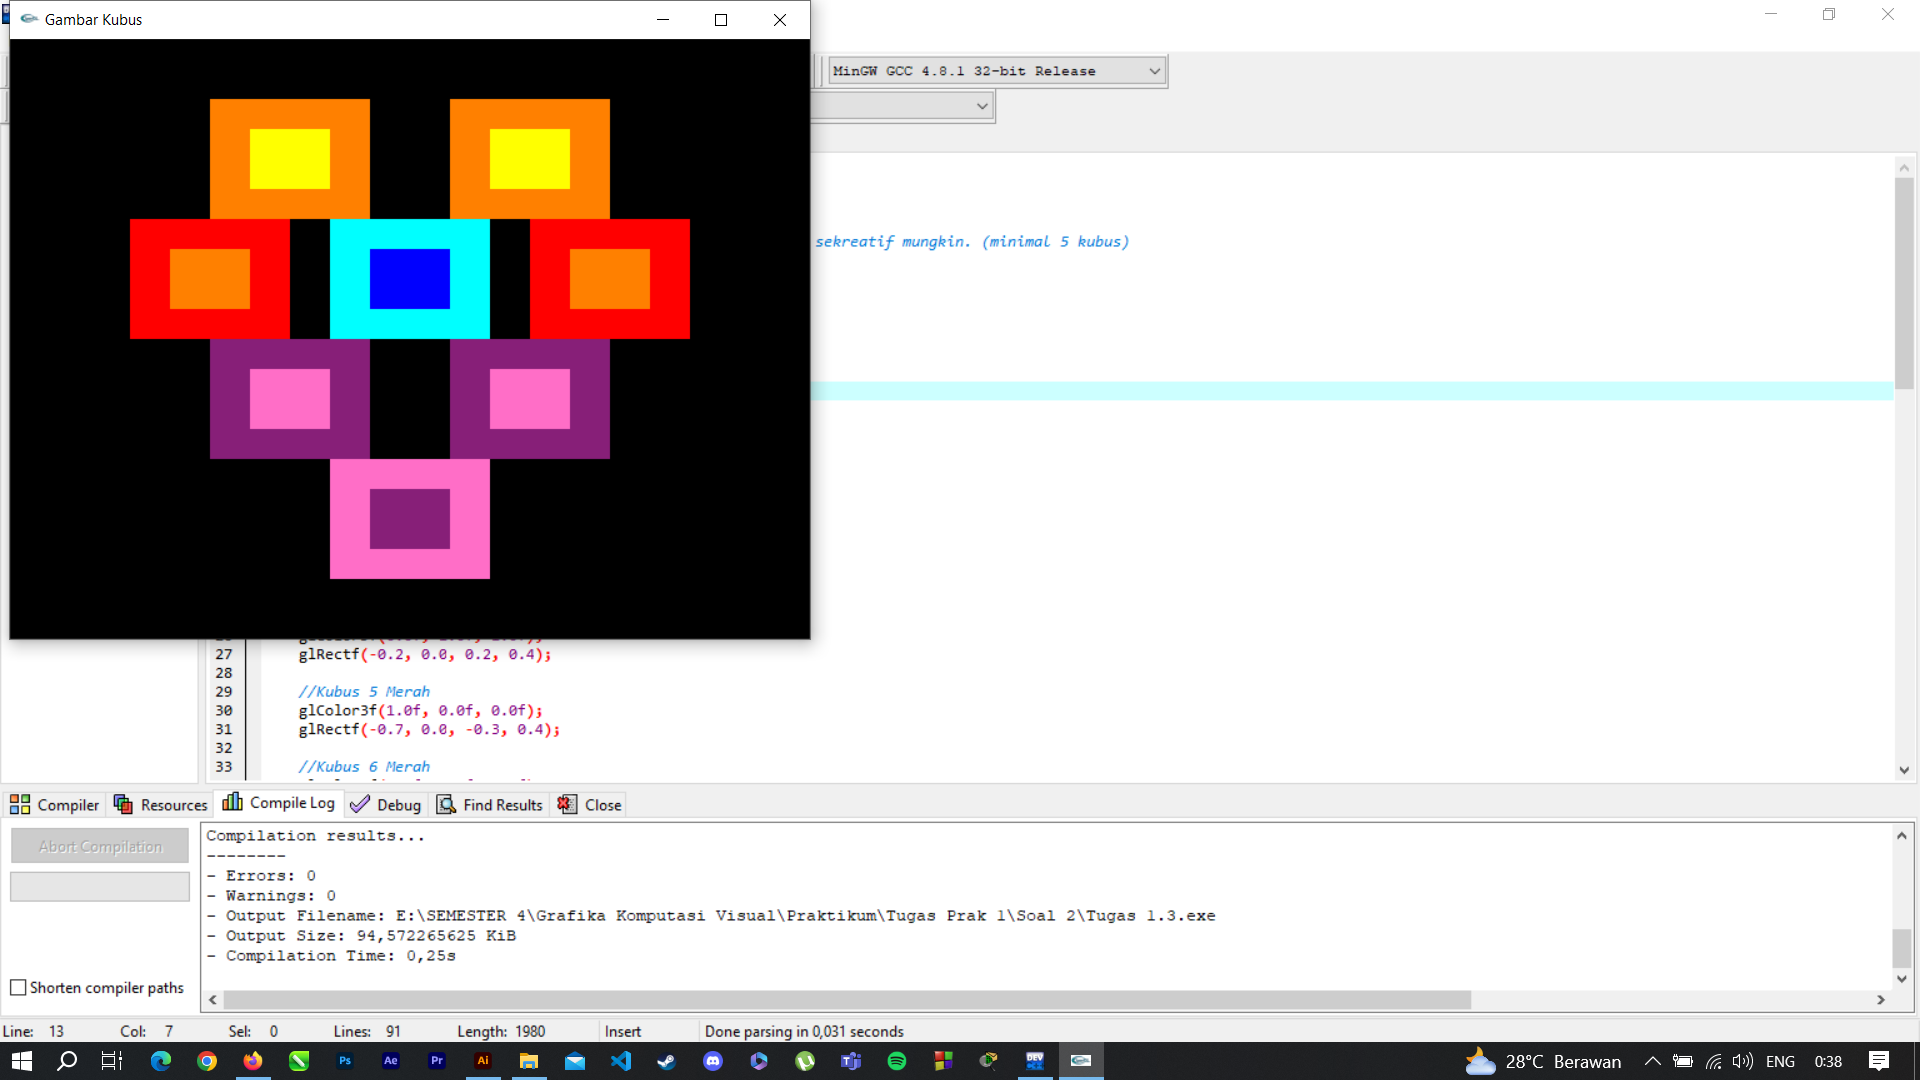 Gambar Kubus
MinGW GCC 4.8.1 32-bit Release
sekreatif mungkin. (minimal 5 kubus)
27 glRectf(-0.2, 0.0, 0.2, 0.4);
28
29 //Kubus 5 Merah
30 glColor3f(1.0f, 0.0f, 0.0f);
31 glRectf(-0.7, 0.0, -0.3, 0.4);
32
33 //Kubus 6 Merah
Compiler Resources Compile Log Debug Find Results Close
Abort Compilation
Shorten compiler paths
Compilation results...
--------
- Errors: 0
- Warnings: 0
- Output Filename: E:\SEMESTER 4\Grafika Komputasi Visual\Praktikum\Tugas Prak 1\Soal 2\Tugas 1.3.exe
- Output Size: 94,572265625 KiB
- Compilation Time: 0,25s
Line: 13 Col: 7 Sel: 0 Lines: 91 Length: 1980 Insert Done parsing in 0,031 seconds
Ps Ae Pr Ai DEV 28°C Berawan ENG 0:38